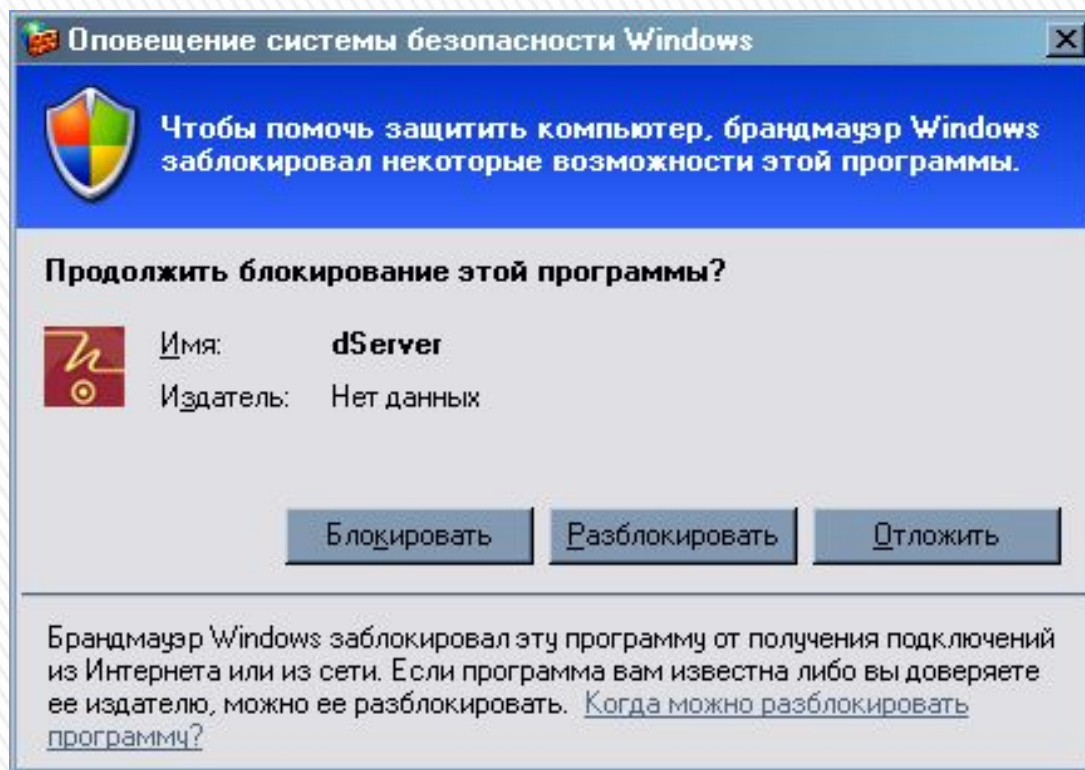 Оповещение системы безопасности Windows
Чтобы помочь защитить компьютер, брандмауэр Windows
заблокировал некоторые возможности этой программы.
Продолжить блокирование этой программы?
Имя: dServer
Издатель: Нет данных
Блокировать Разблокировать Отложить
Брандмауэр Windows заблокировал эту программу от получения подключений
из Интернета или из сети. Если программа вам известна либо вы доверяете
ее издателю, можно ее разблокировать. Когда можно разблокировать
программу?